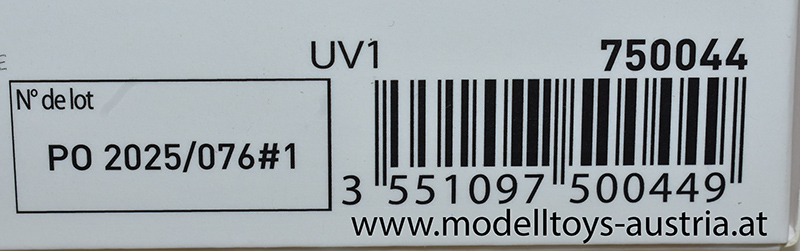 UV1 750044
N° de lot
PO 2025/076#1
3 551097 500449
www.modelltoys-austria.at